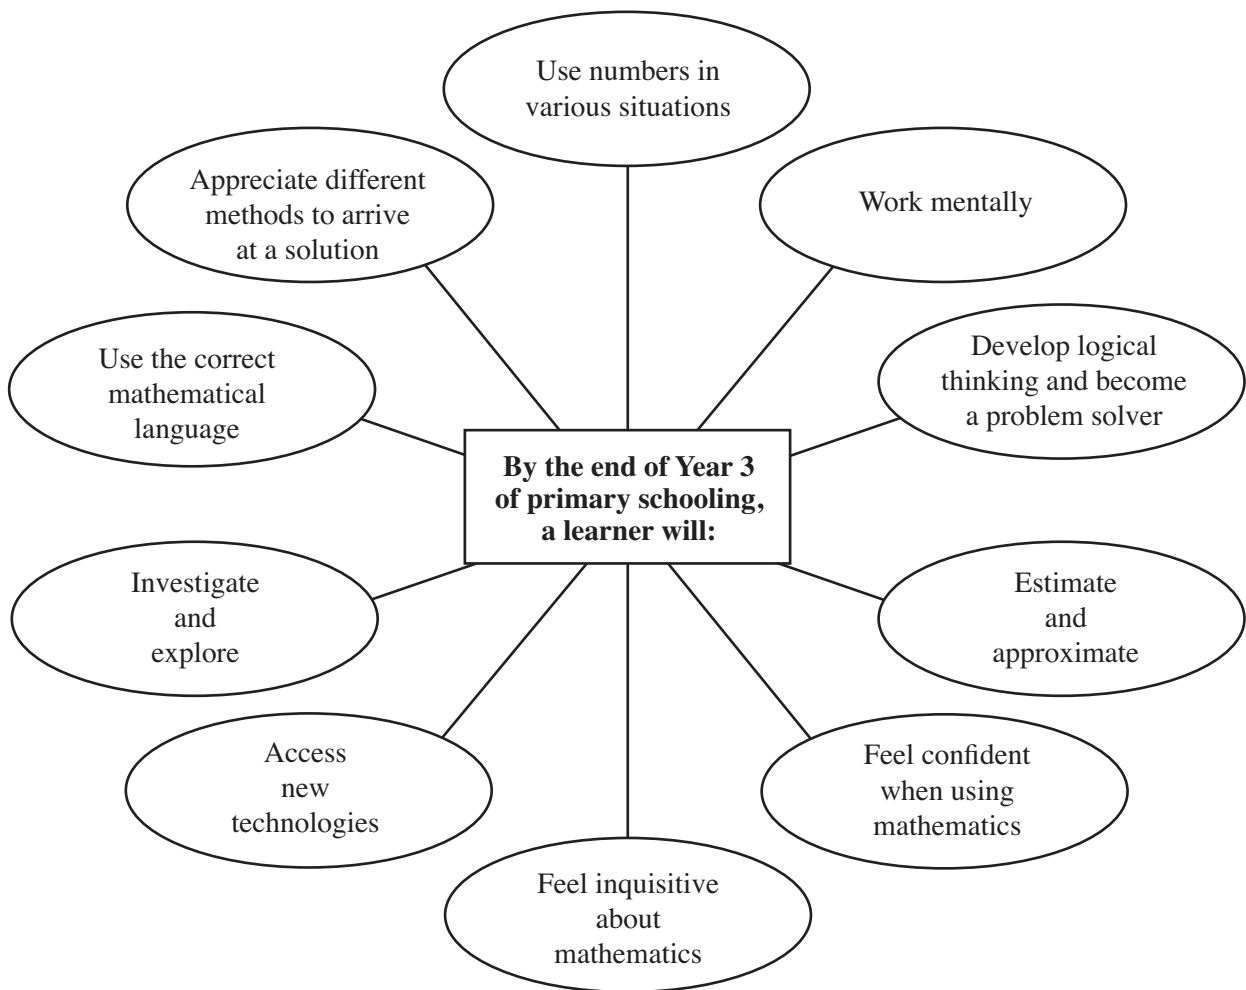 Use numbers in
various situations
Work mentally
Appreciate different
methods to arrive
at a solution
Develop logical
thinking and become
a problem solver
Use the correct
mathematical
language
By the end of Year 3
of primary schooling,
a learner will:
Investigate
and
explore
Estimate
and
approximate
Access
new
technologies
Feel confident
when using
mathematics
Feel inquisitive
about
mathematics